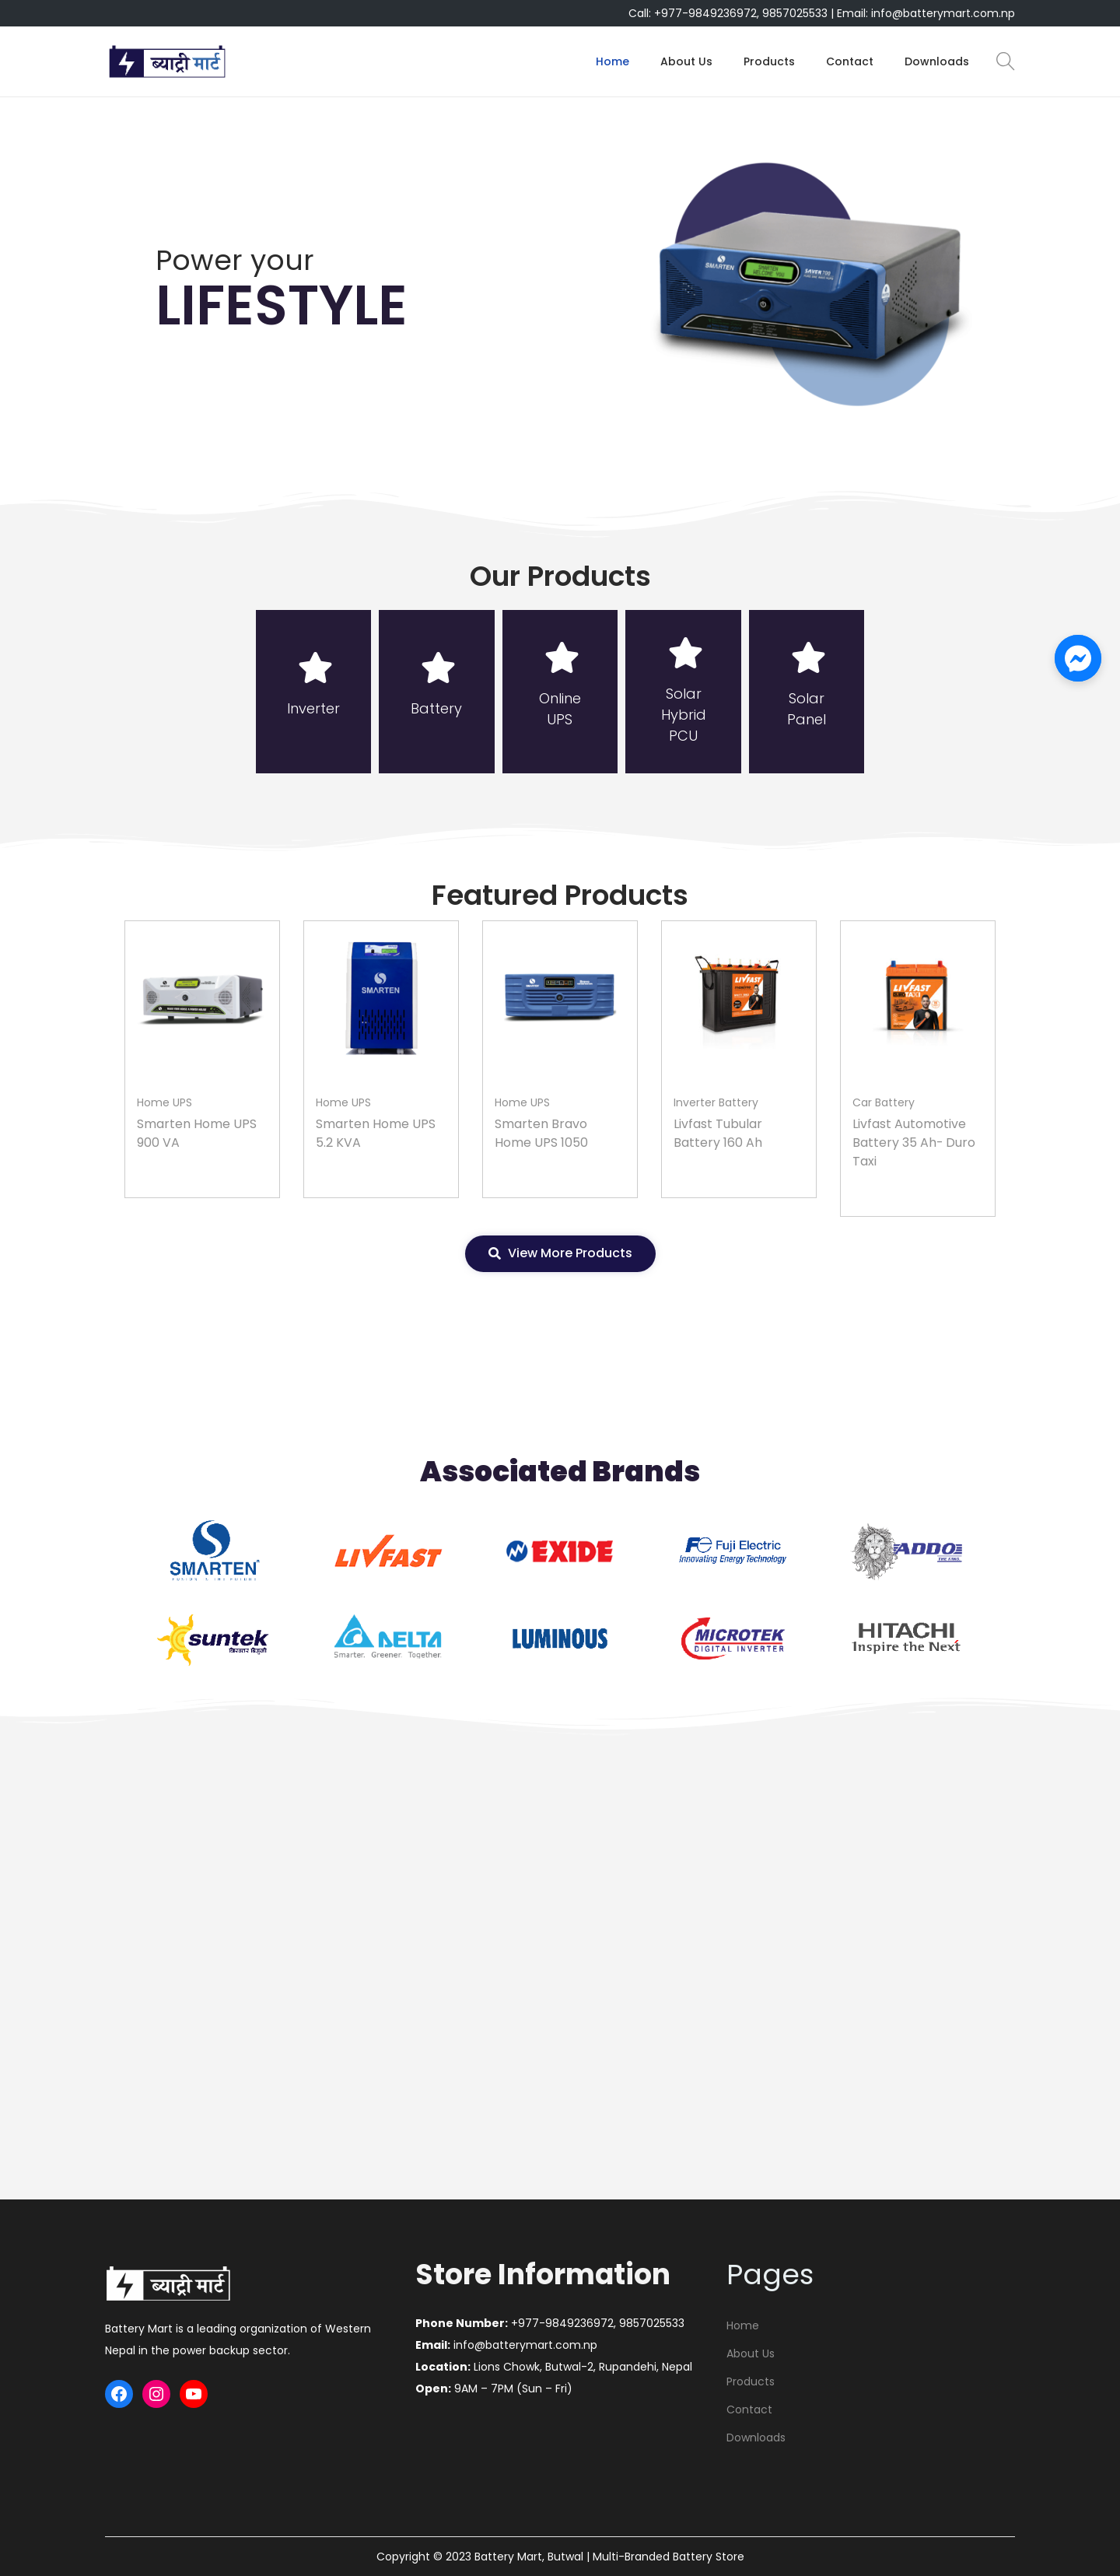 Call: +977-9849236972, 9857025533 | Email: info@batterymart.com.np
ब्याट्री मार्ट
Home
About Us
Products
Contact
Downloads
Power your
LIFESTYLE
SMARTEN
Our Products
Inverter
Battery
Online
UPS
Solar
Hybrid
PCU
Solar
Panel
Featured Products
SMARTEN
LIVFAST
LIVFAST
Home UPS
Smarten Home UPS
900 VA
Home UPS
Smarten Home UPS
5.2 KVA
Home UPS
Smarten Bravo
Home UPS 1050
Inverter Battery
Livfast Tubular
Battery 160 Ah
Car Battery
Livfast Automotive
Battery 35 Ah- Duro
Taxi
View More Products
Associated Brands
SMARTEN
LIVFAST
EXIDE
Fe Fuji Electric
Innovating Energy Technology
ADDO
suntek
DELTA
Smarter. Greener. Together.
LUMINOUS
MICROTEK
DIGITAL INVERTER
HITACHI
Inspire the Next
ब्याट्री मार्ट
Battery Mart is a leading organization of Western
Nepal in the power backup sector.
Store Information
Phone Number: +977-9849236972, 9857025533
Email: info@batterymart.com.np
Location: Lions Chowk, Butwal-2, Rupandehi, Nepal
Open: 9AM – 7PM (Sun – Fri)
Pages
Home
About Us
Products
Contact
Downloads
Copyright © 2023 Battery Mart, Butwal | Multi-Branded Battery Store